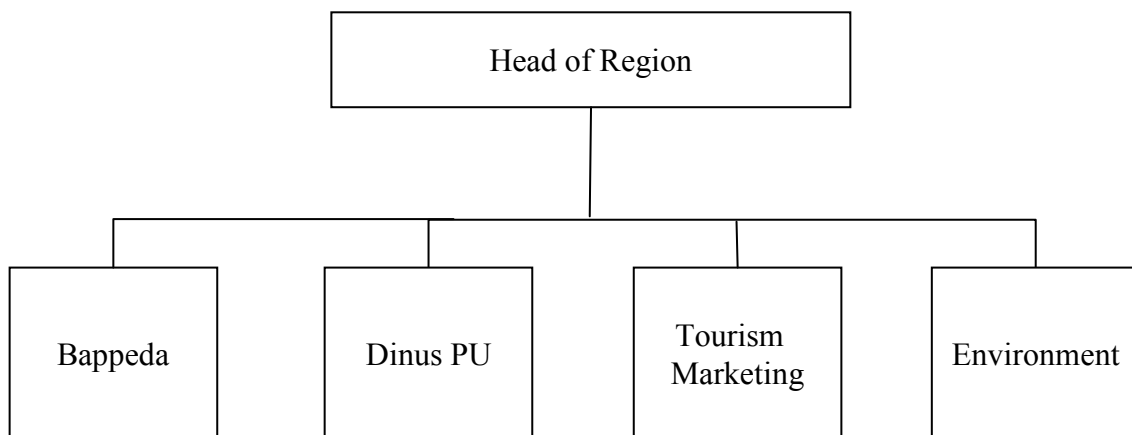 Head of Region
Bappeda
Dinus PU
Tourism
Marketing
Environment